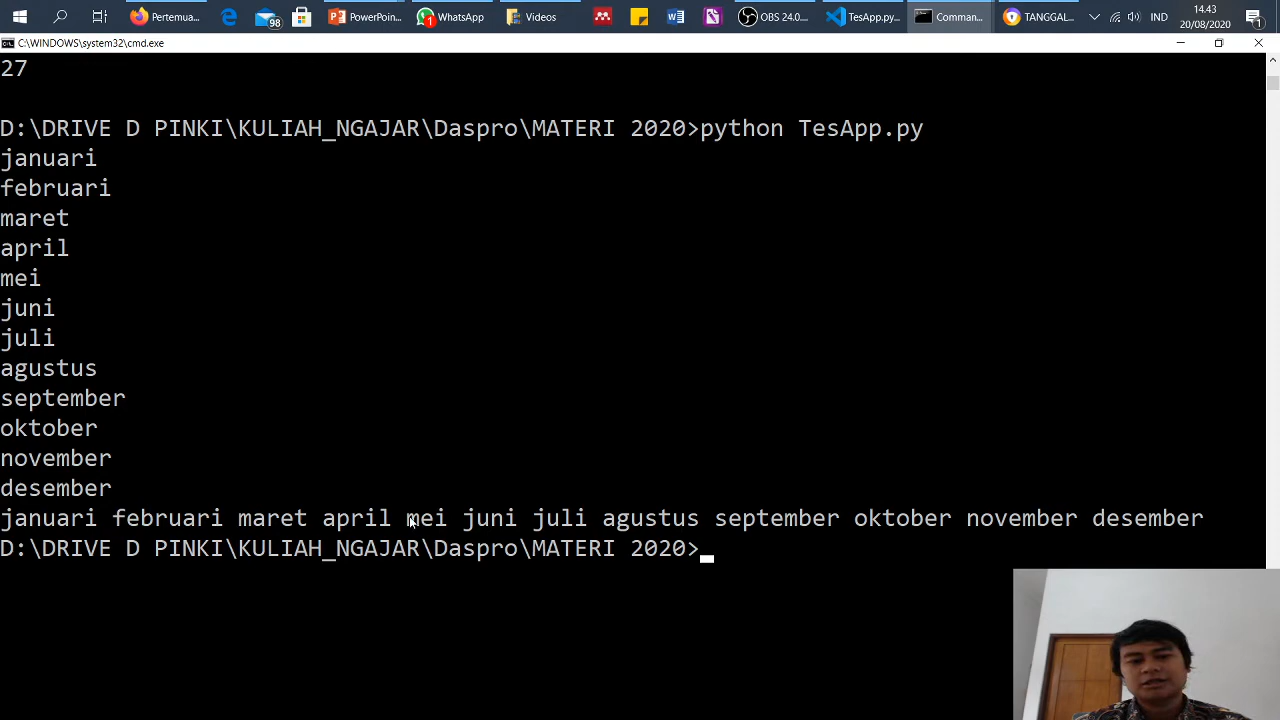 Pertemua...
PowerPoin...
WhatsApp
Videos
OBS 24.0...
TesApp.py...
Comman...
TANGGAL...
IND
14.43
20/08/2020
98
1
1
C:\WINDOWS\system32\cmd.exe
27
D:\DRIVE D PINKI\KULIAH_NGAJAR\Daspro\MATERI 2020>python TesApp.py
januari
februari
maret
april
mei
juni
juli
agustus
september
oktober
november
desember
januari februari maret april mei juni juli agustus september oktober november desember
D:\DRIVE D PINKI\KULIAH_NGAJAR\Daspro\MATERI 2020>